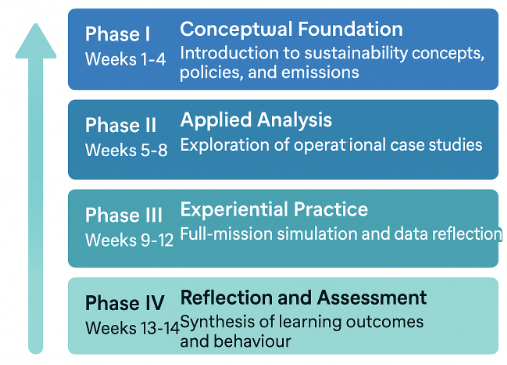 Phase I
Weeks 1-4
Conceptual Foundation
Introduction to sustainability concepts,
policies, and emissions
Phase II
Weeks 5-8
Applied Analysis
Exploration of operat ional case studies
Phase III
Weeks 9-12
Experiential Practice
Full-mission simulation and data reflection
Phase IV
Weeks 13-14
Reflection and Assessment
Synthesis of learning outcomes
and behaviour